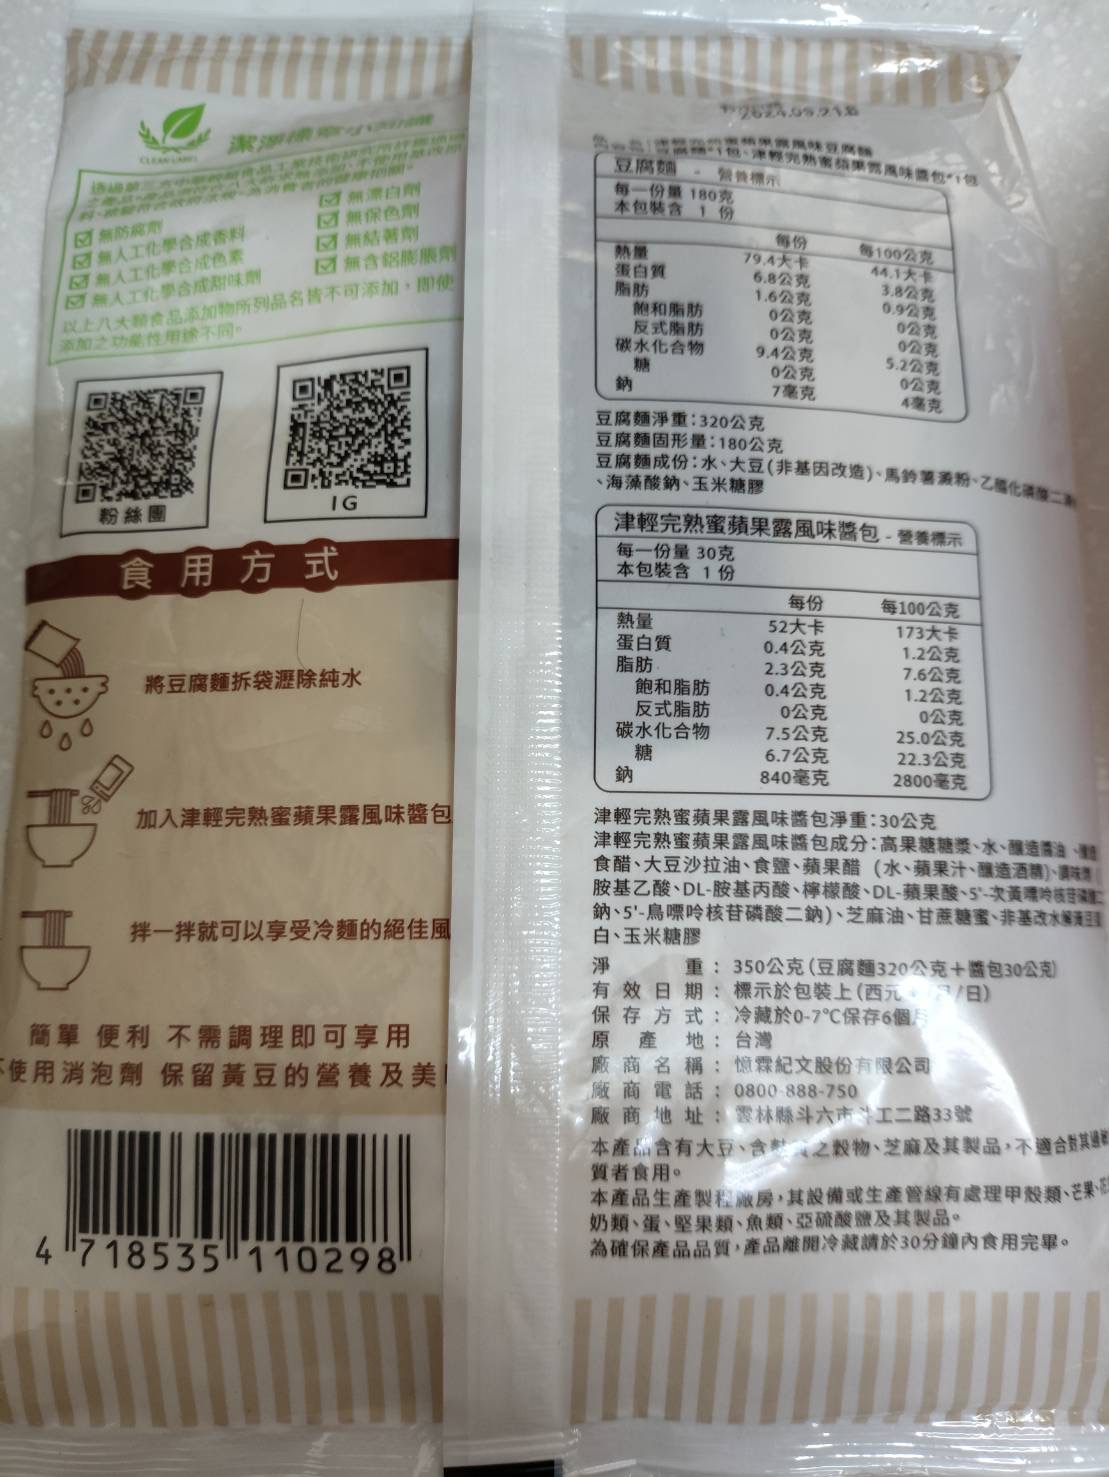 CLEAN LABEL
無防腐劑
無人工化學合成香料
無人工化學合成色素
無人工化學合成甜味劑
無漂白劑
無保色劑
無結著劑
無含鋁膨脹劑
以上八大類食品添加物所列品名皆不可添加，即使
添加之功能性用途不同。
粉絲團
IG
食用方式
將豆腐麵拆袋瀝除純水
加入津輕完熟蜜蘋果露風味醬包
拌一拌就可以享受冷麵的絕佳風
簡單 便利 不需調理即可享用
使用消泡劑 保留黃豆的營養及美
4 718535 110298
2024.09.21
豆腐麵 - 營養標示
每一份量 180克
本包裝含 1 份
每份 每100公克
熱量 79.4大卡 44.1大卡
蛋白質 6.8公克 3.8公克
脂肪 1.6公克 0.9公克
飽和脂肪 0公克 0公克
反式脂肪 0公克 0公克
碳水化合物 9.4公克 5.2公克
糖 0公克 0公克
鈉 7毫克 4毫克
豆腐麵淨重:320公克
豆腐麵固形量:180公克
豆腐麵成份:水、大豆(非基因改造)、馬鈴薯澱粉、乙醯化磷酸二
、海藻酸鈉、玉米糖膠
津輕完熟蜜蘋果露風味醬包 - 營養標示
每一份量 30克
本包裝含 1 份
每份 每100公克
熱量 52大卡 173大卡
蛋白質 0.4公克 1.2公克
脂肪 2.3公克 7.6公克
飽和脂肪 0.4公克 1.2公克
反式脂肪 0公克 0公克
碳水化合物 7.5公克 25.0公克
糖 6.7公克 22.3公克
鈉 840毫克 2800毫克
津輕完熟蜜蘋果露風味醬包淨重:30公克
津輕完熟蜜蘋果露風味醬包成分:高果糖糖漿、水、釀造醬油、
食醋、大豆沙拉油、食鹽、蘋果醋 (水、蘋果汁、釀造酒精)、調味
胺基乙酸、DL-胺基丙酸、檸檬酸、DL-蘋果酸、5'-次黃嘌呤核苷磷酸二
鈉、5'-鳥嘌呤核苷磷酸二鈉)、芝麻油、甘蔗糖蜜、非基改水解
白、玉米糖膠
淨 重 : 350公克(豆腐麵320公克+醬包30公克)
有效日期 : 標示於包裝上(西元 /日)
保存方式 : 冷藏於0-7℃保存6個月
原產地 : 台灣
廠商名稱 : 憶霖紀文股份有限公司
廠商電話 : 0800-888-750
廠商地址 : 雲林縣斗六市斗工二路33號
本產品含有大豆、含麩質之穀物、芝麻及其製品，不適合對其過敏
質者食用。
本產品生產製程廠房，其設備或生產管線有處理甲殼類、芒果、
奶類、蛋、堅果類、魚類、亞硫酸鹽及其製品。
為確保產品品質，產品離開冷藏請於30分鐘內食用完畢。